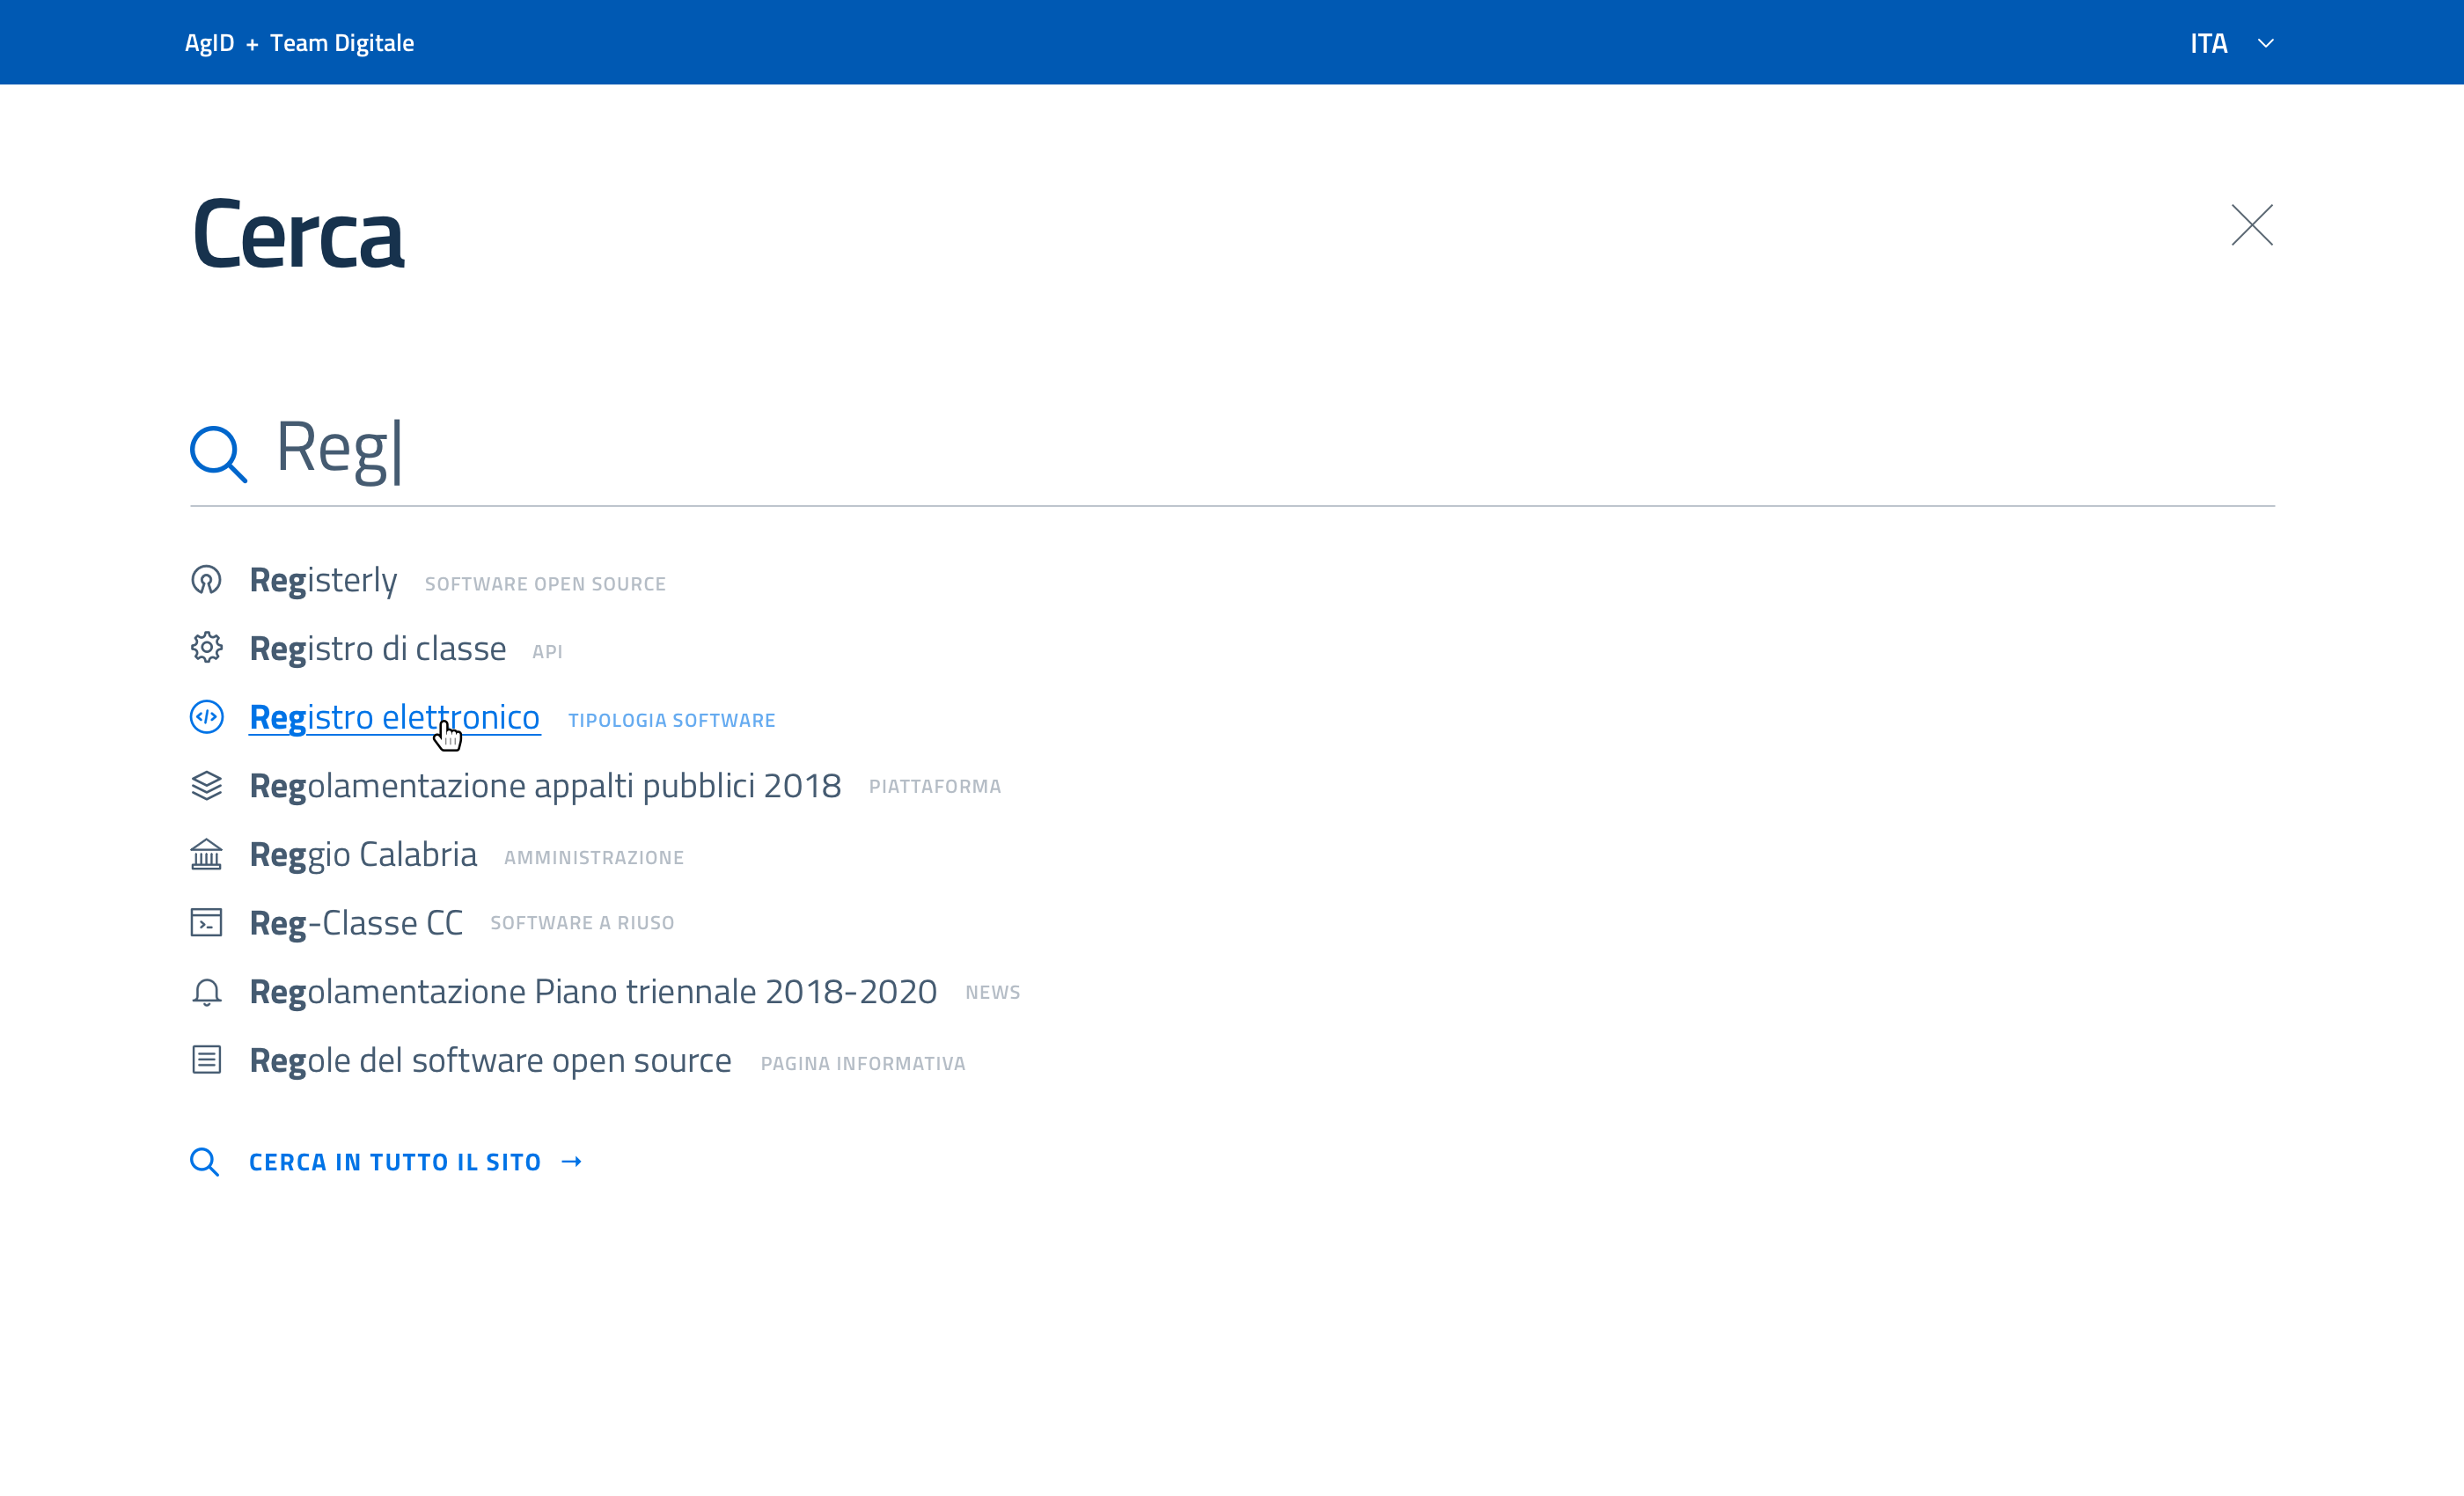 AgID + Team Digitale
ITA
Cerca
Reg
Registerly SOFTWARE OPEN SOURCE
Registro di classe API
Registro elettronico TIPOLOGIA SOFTWARE
Regolamentazione appalti pubblici 2018 PIATTAFORMA
Reggio Calabria AMMINISTRAZIONE
Reg-Classe CC SOFTWARE A RIUSO
Regolamentazione Piano triennale 2018-2020 NEWS
Regole del software open source PAGINA INFORMATIVA
CERCA IN TUTTO IL SITO →